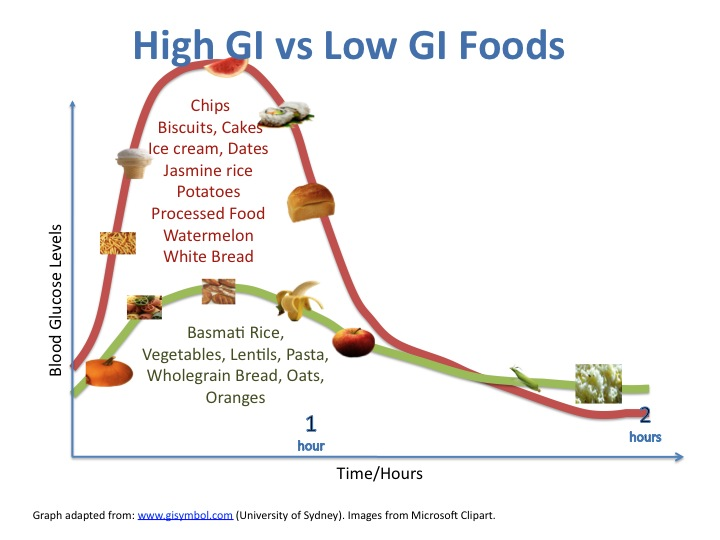 High GI vs Low GI Foods
Chips
Biscuits, Cakes
Ice cream, Dates
Jasmine rice
Potatoes
Processed Food
Watermelon
White Bread
Blood Glucose Levels
Basmati Rice,
Vegetables, Lentils, Pasta,
Wholegrain Bread, Oats,
Oranges
1
hour
2
hours
Time/Hours
Graph adapted from: www.gisymbol.com (University of Sydney). Images from Microsoft Clipart.